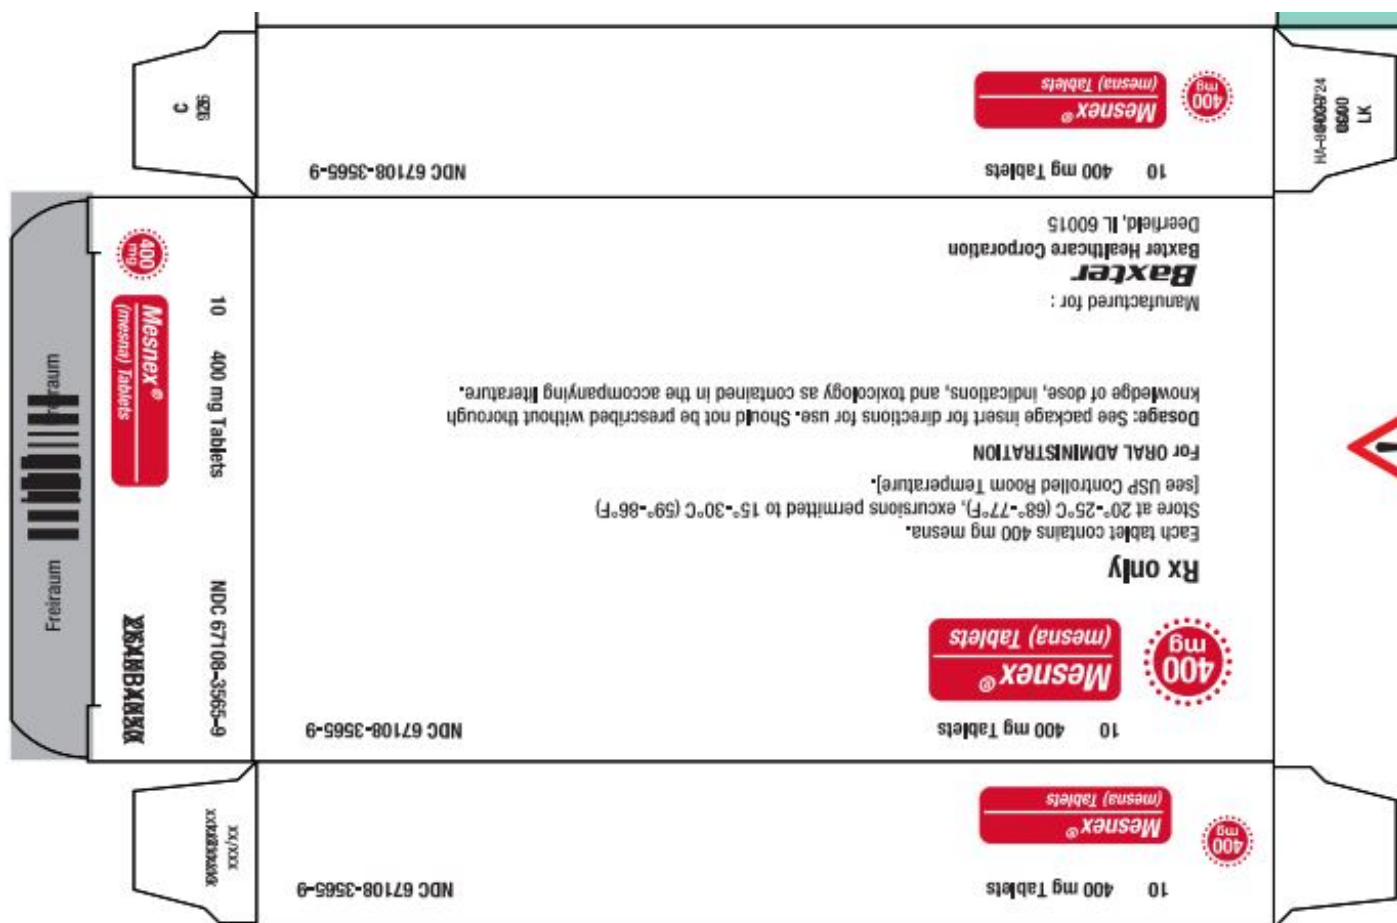 10 400 mg Tablets
NDC 67108-3565-9
Mesnex®
(mesna) Tablets
400
mg
10 400 mg Tablets
NDC 67108-3565-9
Mesnex®
(mesna) Tablets
400
mg
Rx only
Each tablet contains 400 mg mesna.
Store at 20°-25°C (68°-77°F), excursions permitted to 15°-30°C (59°-86°F)
[see USP Controlled Room Temperature].
For ORAL ADMINISTRATION
Dosage: See package insert for directions for use. Should not be prescribed without thorough
knowledge of dose, indications, and toxicology as contained in the accompanying literature.
Manufactured for :
Baxter
Baxter Healthcare Corporation
Deerfield, IL 60015
10 400 mg Tablets
NDC 67108-3565-9
Mesnex®
(mesna) Tablets
400
mg
10 400 mg Tablets
NDC 67108-3565-9
Mesnex®
(mesna) Tablets
400
mg
Freiraum
C
LK
xx/xxx